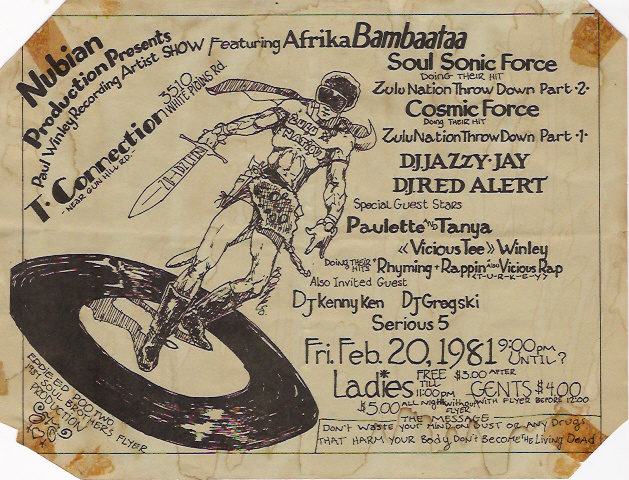 Nubian
Production Presents
Paul Winley Recording Artist SHOW Featuring Afrika Bambaataa
T. Connection 3510 WHITE PLAINS Rd.
- NEAR GUN HILL RD. -
Soul Sonic Force
DOING THEIR HIT
Zulu Nation Throw Down Part ·2·
Cosmic Force
Doing THEIR HIT
Zulu Nation Throw Down Part ·1·
DJ JAZZY·JAY
DJ RED ALERT
Special Guest Stars
Paulette AND Tanya
«Vicious Tee» Winley
DOING THEIR HITS Rhyming + Rappin ALSO Vicious Rap
(T-U-R-K-E-Y)
Also Invited Guest
Dj Kenny Ken Dj Gregski
Serious 5
Fri. Feb. 20, 1981 9:00 pm UNTIL?
Ladies FREE TILL 11:00 PM $3.00 AFTER GENTS $4.00
$5.00 ALL Night without FLYER WITH FLYER BEFORE 12:00
THE MESSAGE
DON'T WASTE YOUR MIND ON DUST OR ANY Drugs
THAT HARM YOUR BODY, DON'T BECOME THE Living Dead
SOUL BROTHERS FLYER
PRODUCTION